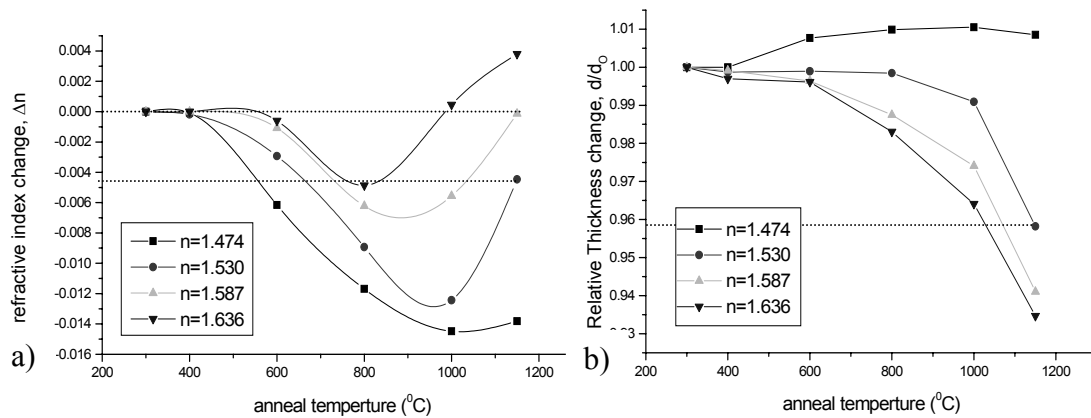 0.004
0.002
0.000
-0.002
-0.004
-0.006
-0.008
-0.010
-0.012
-0.014
-0.016
refractive index change, Δn
n=1.474
n=1.530
n=1.587
n=1.636
a)
200 400 600 800 1000 1200
anneal temperture (⁰C)
1.01
1.00
0.99
0.98
0.97
0.96
0.95
0.94
Relative Thickness change, d/d₀
n=1.474
n=1.530
n=1.587
n=1.636
b)
200 400 600 800 1000 1200
anneal temperture (⁰C)